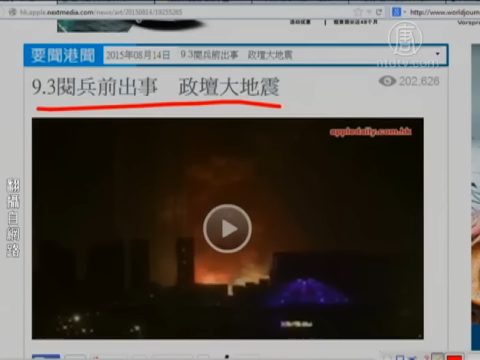 hk.apple.nextmedia.com/news/art/20150814/19255265
http://www.worldjourn
要聞港聞 2015年08月14日 9.3閱兵前出事 政壇大地震
唐
ntdtv.com
9.3閱兵前出事 政壇大地震
202,626
appledaily.com.hk
翻攝自網路